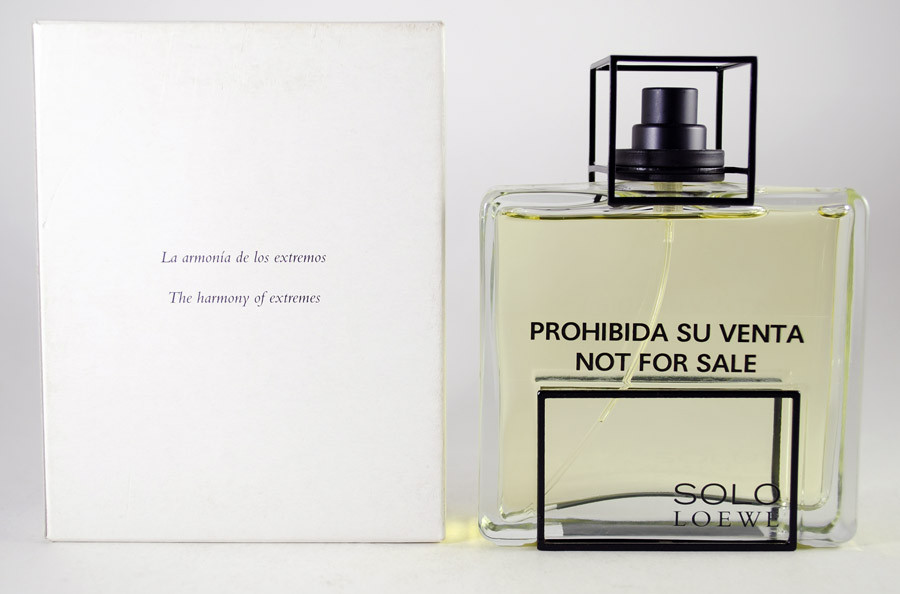 La armonía de los extremos
The harmony of extremes
PROHIBIDA SU VENTA
NOT FOR SALE
SOLO
LOEWE